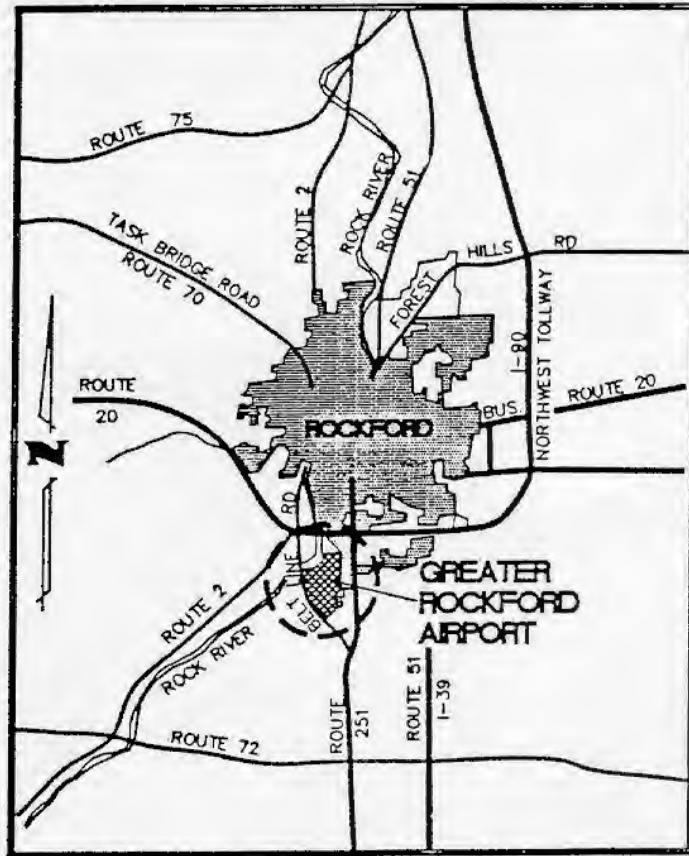 ROUTE 75
ROUTE 2
ROCK RIVER
ROUTE 51
TASK BRIDGE ROAD
ROUTE 70
FOREST HILLS RD
I-90
NORTHWEST TOLLWAY
ROUTE
20
BUS. ROUTE 20
ROCKFORD
N
BELT LINE RD
GREATER
ROCKFORD
AIRPORT
ROUTE 2
ROCK RIVER
ROUTE 72
ROUTE
251
ROUTE 51
I-39